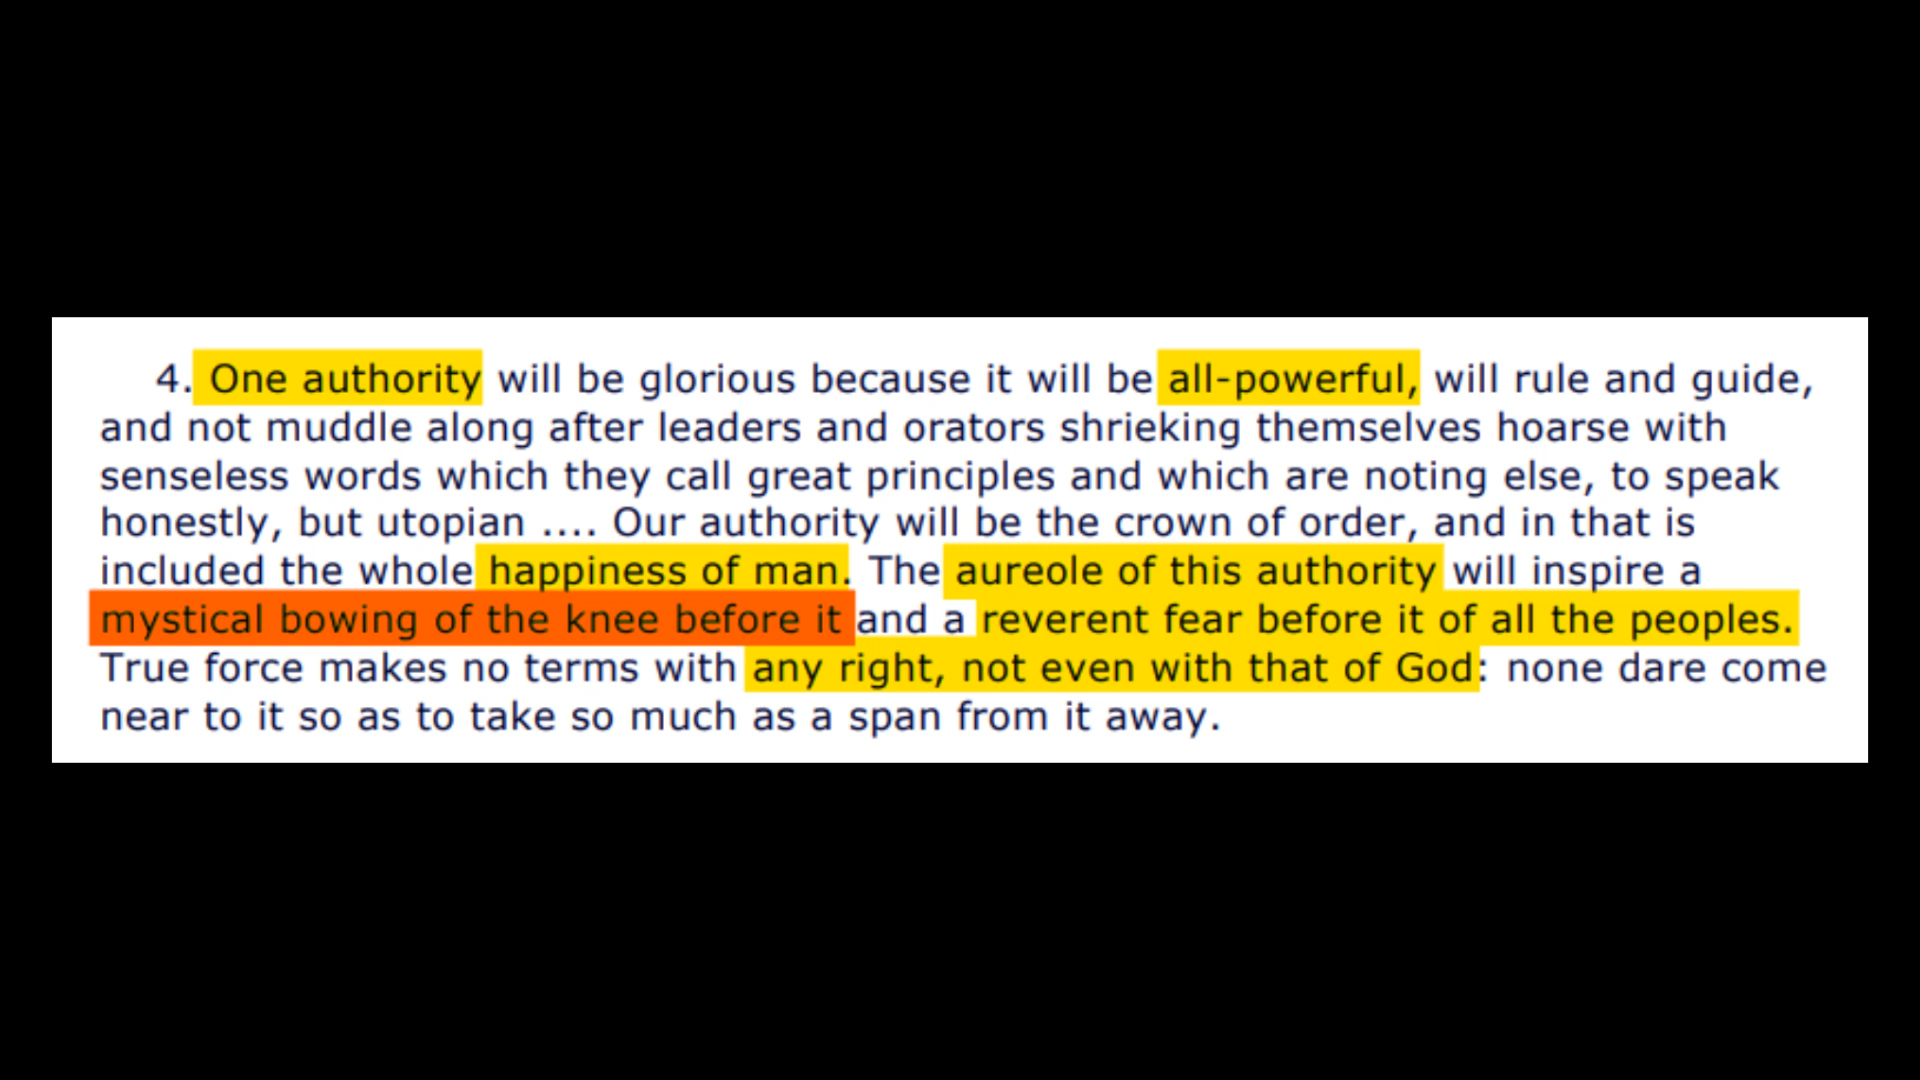 4. One authority will be glorious because it will be all-powerful, will rule and guide,
and not muddle along after leaders and orators shrieking themselves hoarse with
senseless words which they call great principles and which are noting else, to speak
honestly, but utopian .... Our authority will be the crown of order, and in that is
included the whole happiness of man. The aureole of this authority will inspire a
mystical bowing of the knee before it and a reverent fear before it of all the peoples.
True force makes no terms with any right, not even with that of God: none dare come
near to it so as to take so much as a span from it away.